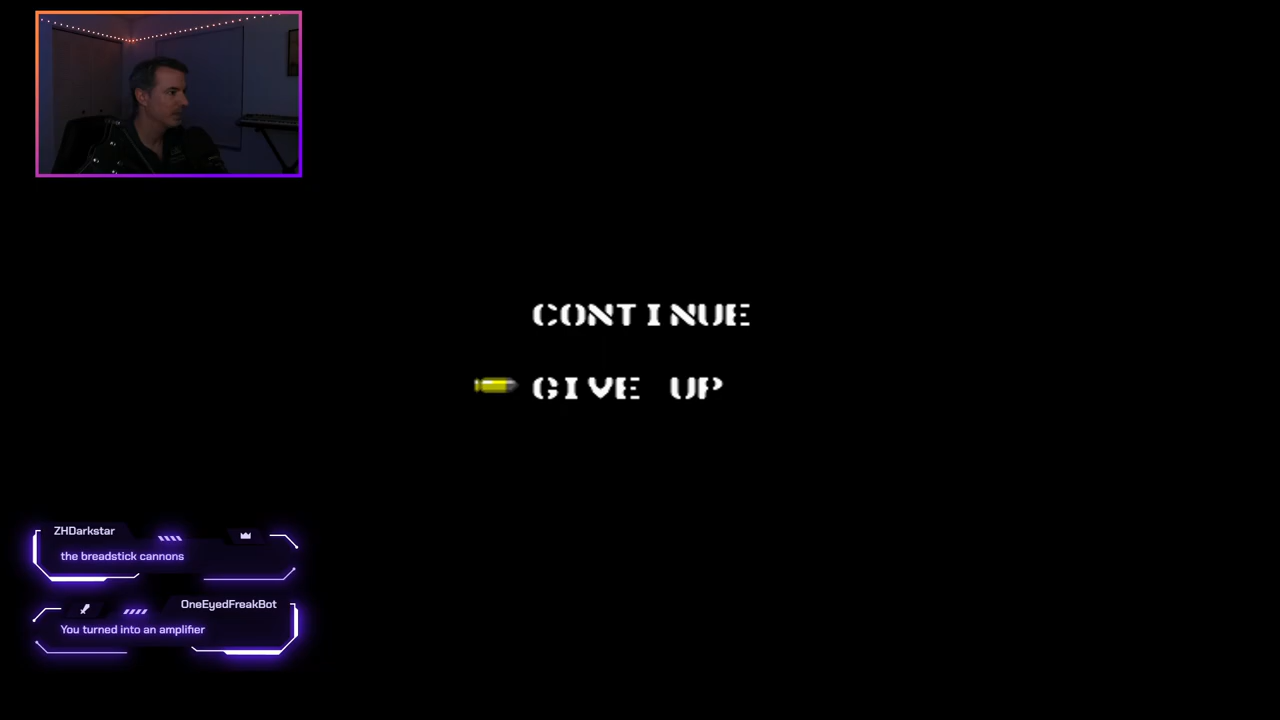 CONTINUE
GIVE UP
ZHDarkstar
the breadstick cannons
OneEyedFreakBot
You turned into an amplifier